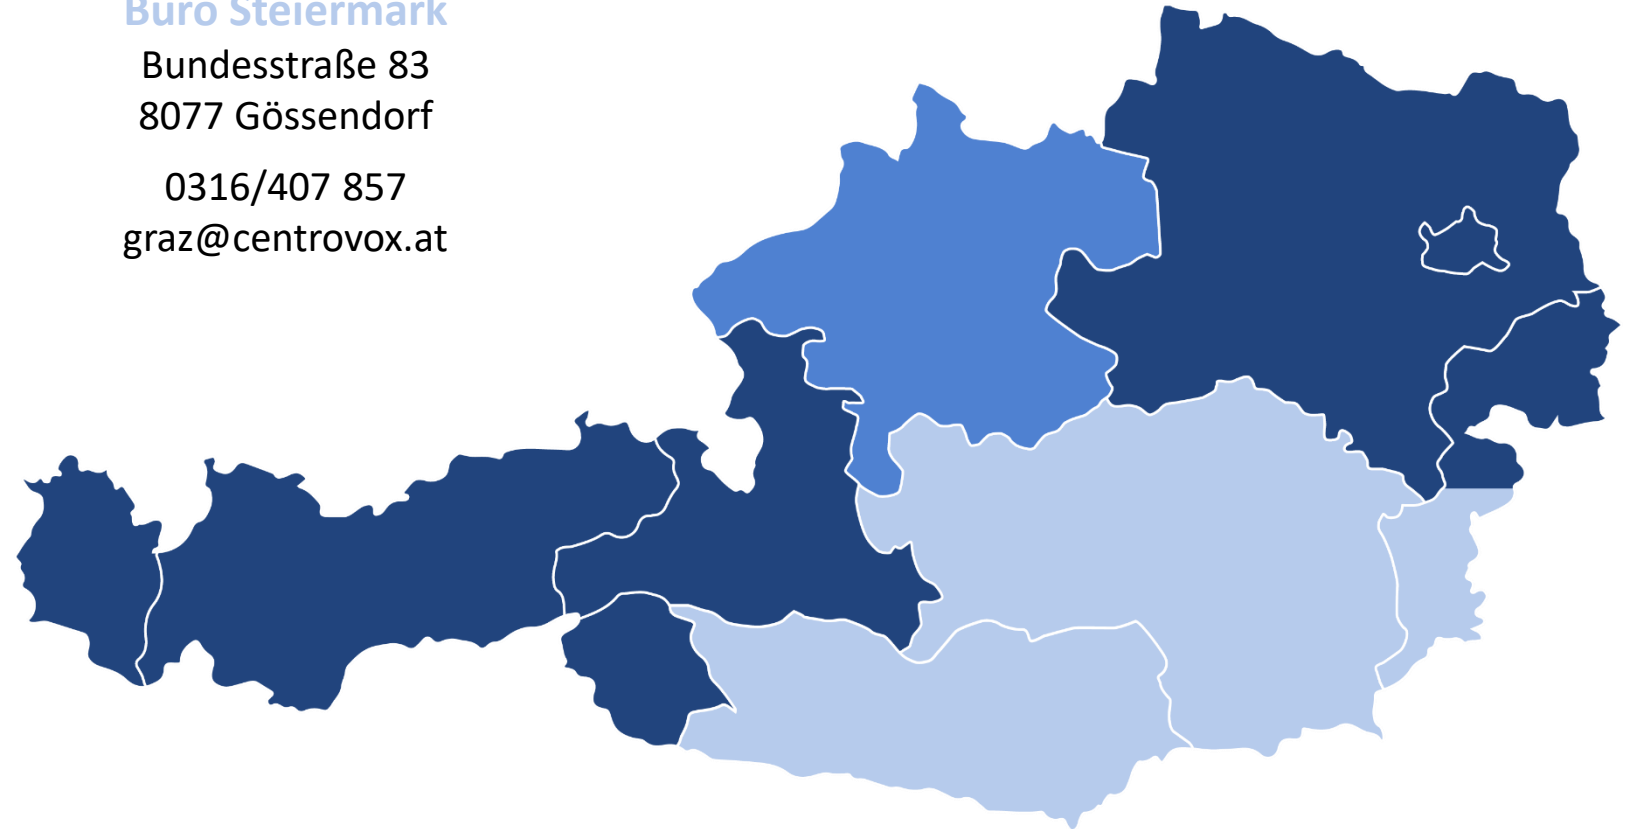 Büro Steiermark
Bundesstraße 83
8077 Gössendorf
0316/407 857
graz@centrovox.at